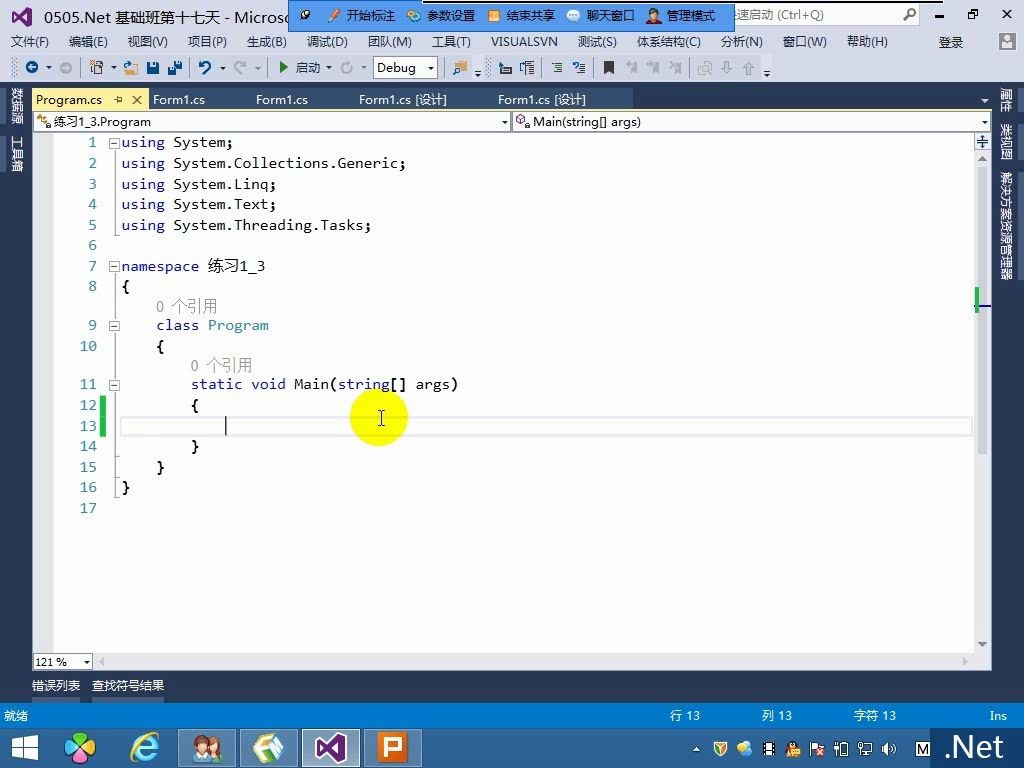 0505.Net 基础班第十七天 - Microso
开始标注 参数设置 结束共享 聊天窗口 管理模式
速启动 (Ctrl+Q)
文件(F) 编辑(E) 视图(V) 项目(P) 生成(B) 调试(D) 团队(M) 工具(T) VISUALSVN 测试(S) 体系结构(C) 分析(N) 窗口(W) 帮助(H) 登录
启动 Debug
数据源 工具箱
Program.cs Form1.cs Form1.cs Form1.cs [设计] Form1.cs [设计]
练习1_3.Program Main(string[] args)
1 using System;
2 using System.Collections.Generic;
3 using System.Linq;
4 using System.Text;
5 using System.Threading.Tasks;
6
7 namespace 练习1_3
8 {
0 个引用
9 class Program
10 {
0 个引用
11 static void Main(string[] args)
12 {
13
14 }
15 }
16 }
17
属性 类视图 解决方案资源管理器
121 %
错误列表 查找符号结果
就绪 行 13 列 13 字符 13 Ins
M .Net